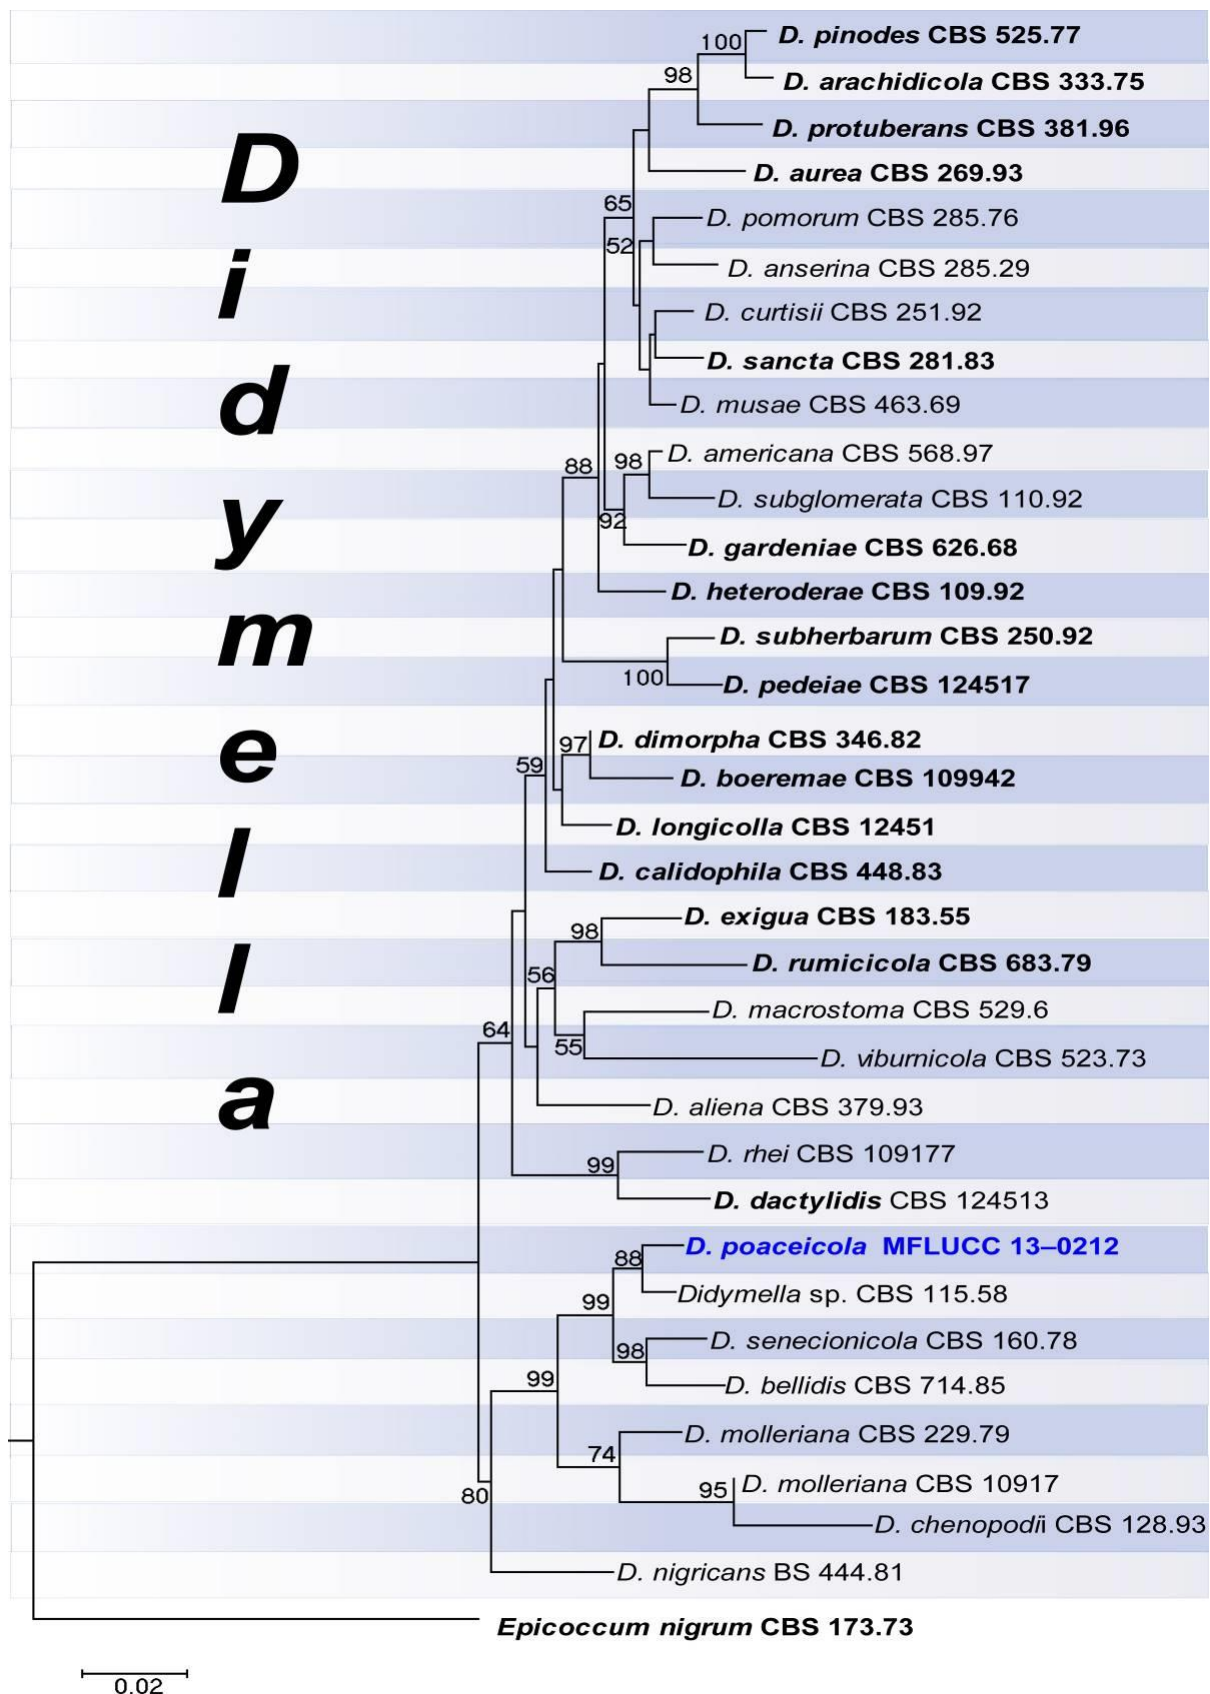 100
D. pinodes CBS 525.77
98
D. arachidicola CBS 333.75
D. protuberans CBS 381.96
D. aurea CBS 269.93
65
D. pomorum CBS 285.76
52
D. anserina CBS 285.29
D. curtisii CBS 251.92
D. sancta CBS 281.83
D. musae CBS 463.69
98
D. americana CBS 568.97
88
D. subglomerata CBS 110.92
92
D. gardeniae CBS 626.68
D. heteroderae CBS 109.92
D. subherbarum CBS 250.92
100
D. pedeiae CBS 124517
97
D. dimorpha CBS 346.82
59
D. boeremae CBS 109942
D. longicolla CBS 12451
D. calidophila CBS 448.83
98
D. exigua CBS 183.55
D. rumicicola CBS 683.79
56
D. macrostoma CBS 529.6
64
55
D. viburnicola CBS 523.73
D. aliena CBS 379.93
D. rhei CBS 109177
99
D. dactylidis CBS 124513
D. poaceicola MFLUCC 13–0212
88
Didymella sp. CBS 115.58
99
D. senecionicola CBS 160.78
98
D. bellidis CBS 714.85
99
D. molleriana CBS 229.79
74
D. molleriana CBS 10917
95
80
D. chenopodii CBS 128.93
D. nigricans BS 444.81
Epicoccum nigrum CBS 173.73
0.02
D
i
d
y
m
e
l
l
a